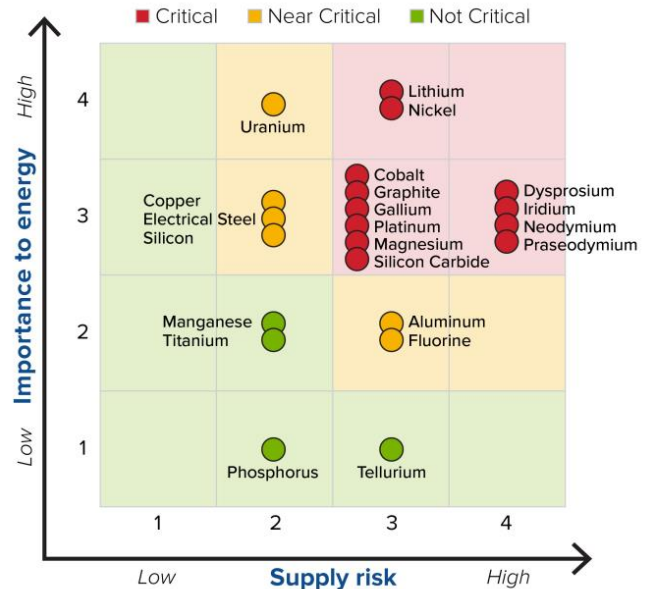 Critical Near Critical Not Critical
High
Importance to energy
Low
4
3
2
1
Lithium
Nickel
Uranium
Copper
Electrical Steel
Silicon
Cobalt
Graphite
Gallium
Platinum
Magnesium
Silicon Carbide
Dysprosium
Iridium
Neodymium
Praseodymium
Manganese
Titanium
Aluminum
Fluorine
Phosphorus
Tellurium
1 2 3 4
Low Supply risk High